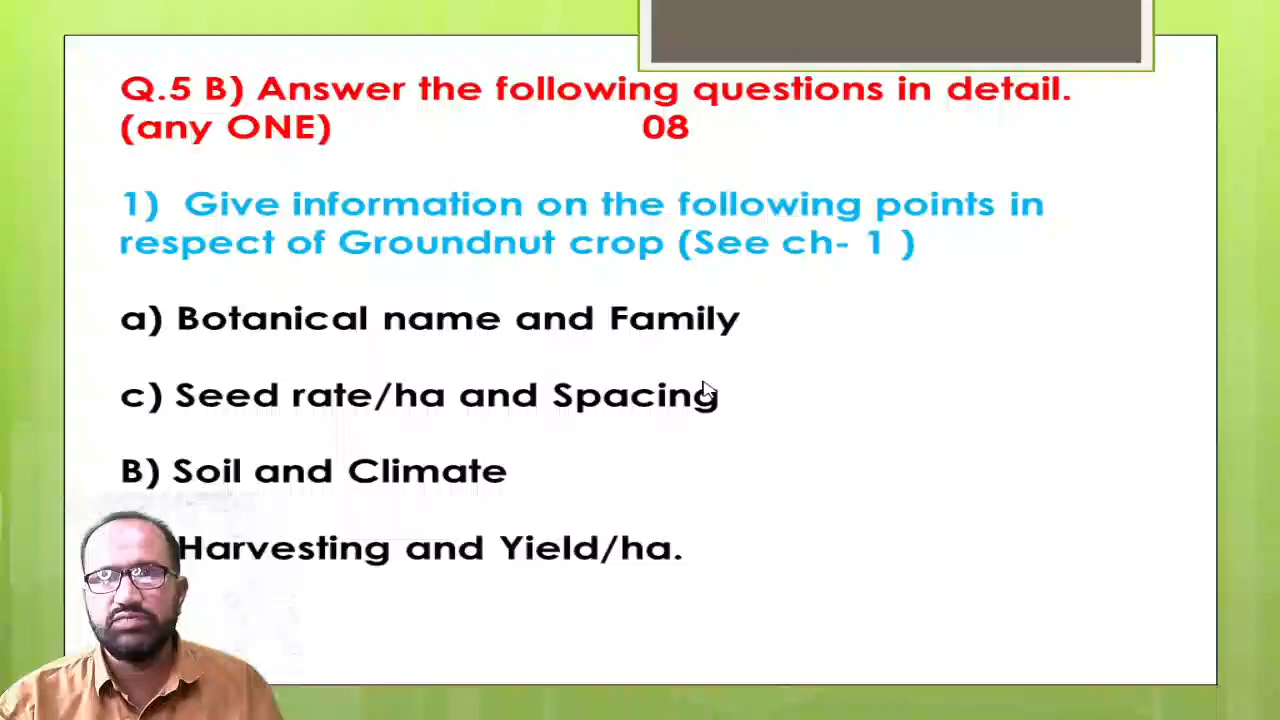 Q.5 B) Answer the following questions in detail.
(any ONE) 08
1) Give information on the following points in
respect of Groundnut crop (See ch- 1 )
a) Botanical name and Family
c) Seed rate/ha and Spacing
B) Soil and Climate
Harvesting and Yield/ha.